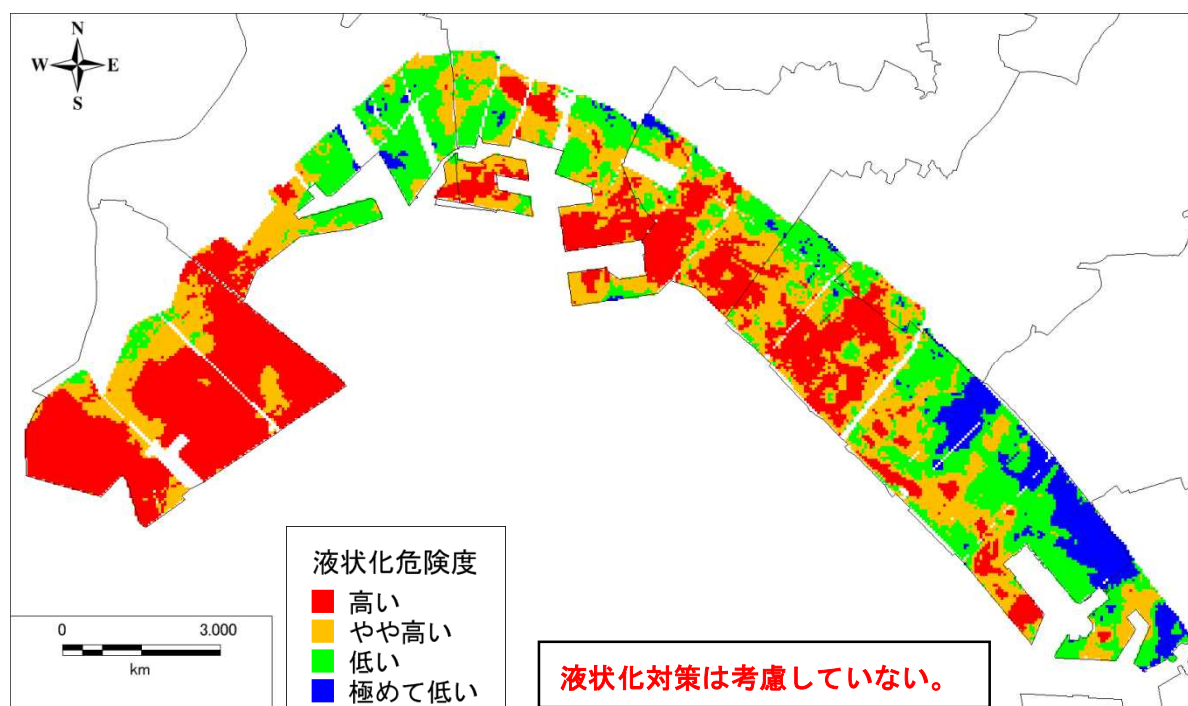 N
W E
S
液状化危険度
高い
やや高い
低い
極めて低い
0 3.000
km
液状化対策は考慮していない。